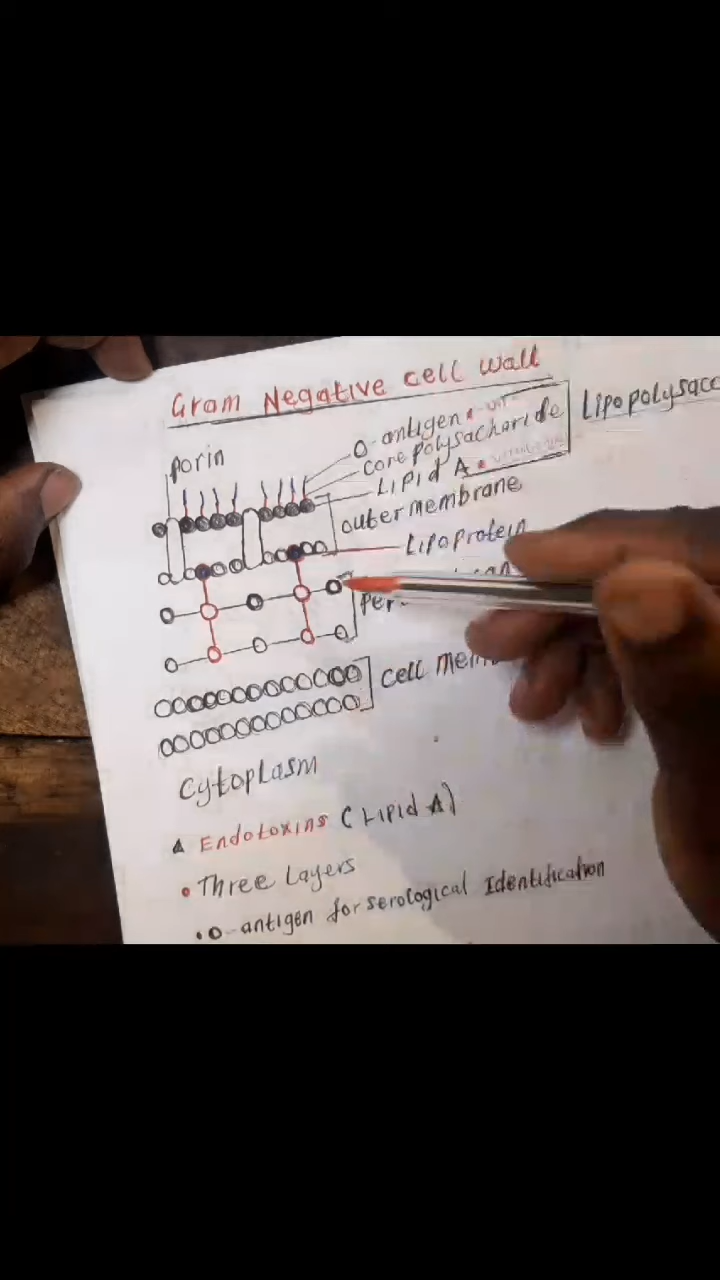 Gram Negative cell wall
porin
O-antigen
core polysacharide
Lipid A
Lipopolysacc
outer membrane
Lipoprotein
cell mem
Cytoplasm
Endotoxins (Lipid A)
Three Layers
O-antigen for serological Identification